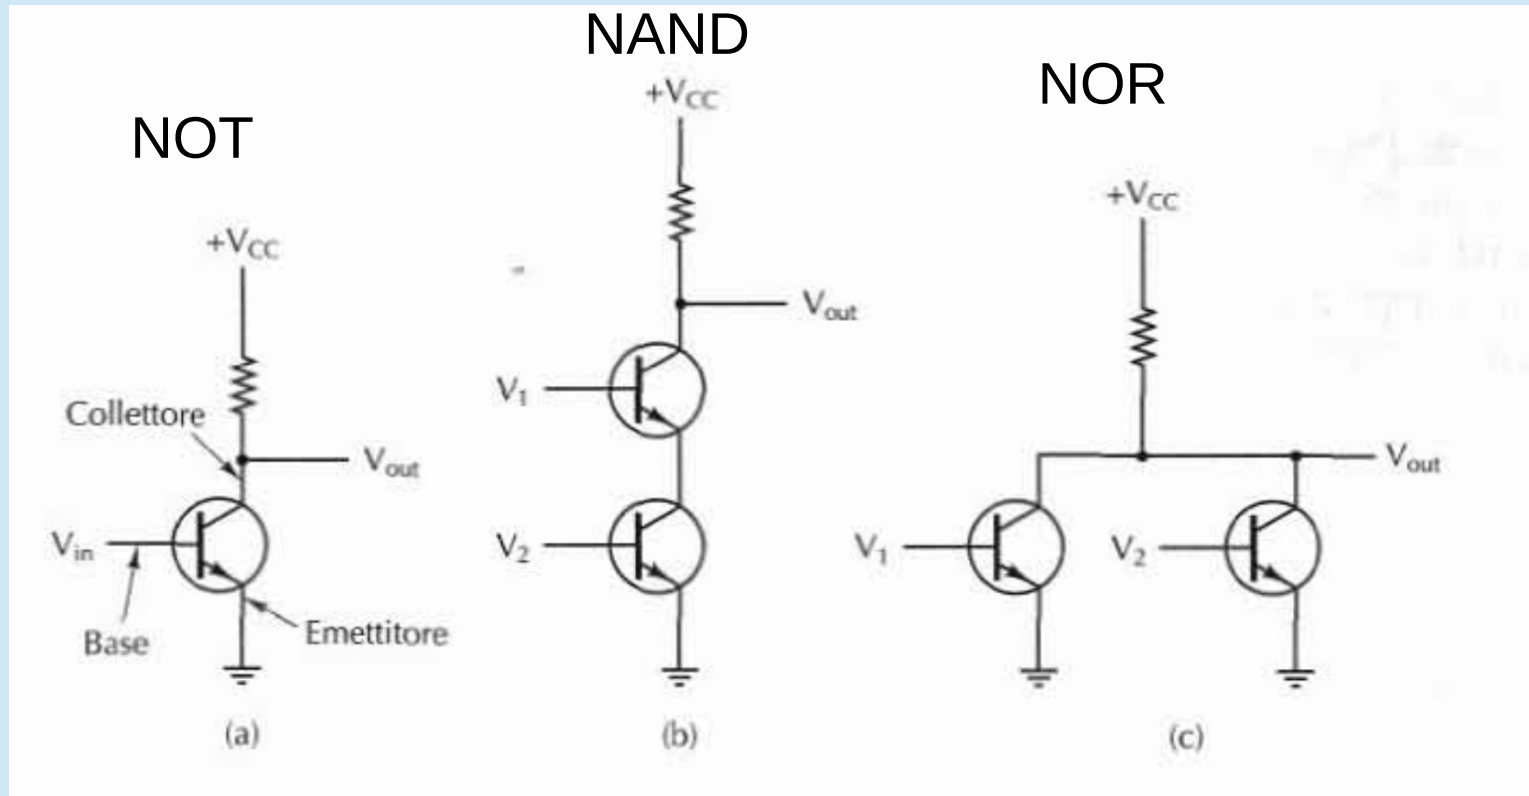 NOT
+VCC
Collettore
Vout
Vin
Base
Emettitore
(a)
NAND
+VCC
Vout
V1
V2
(b)
NOR
+VCC
Vout
V1
V2
(c)